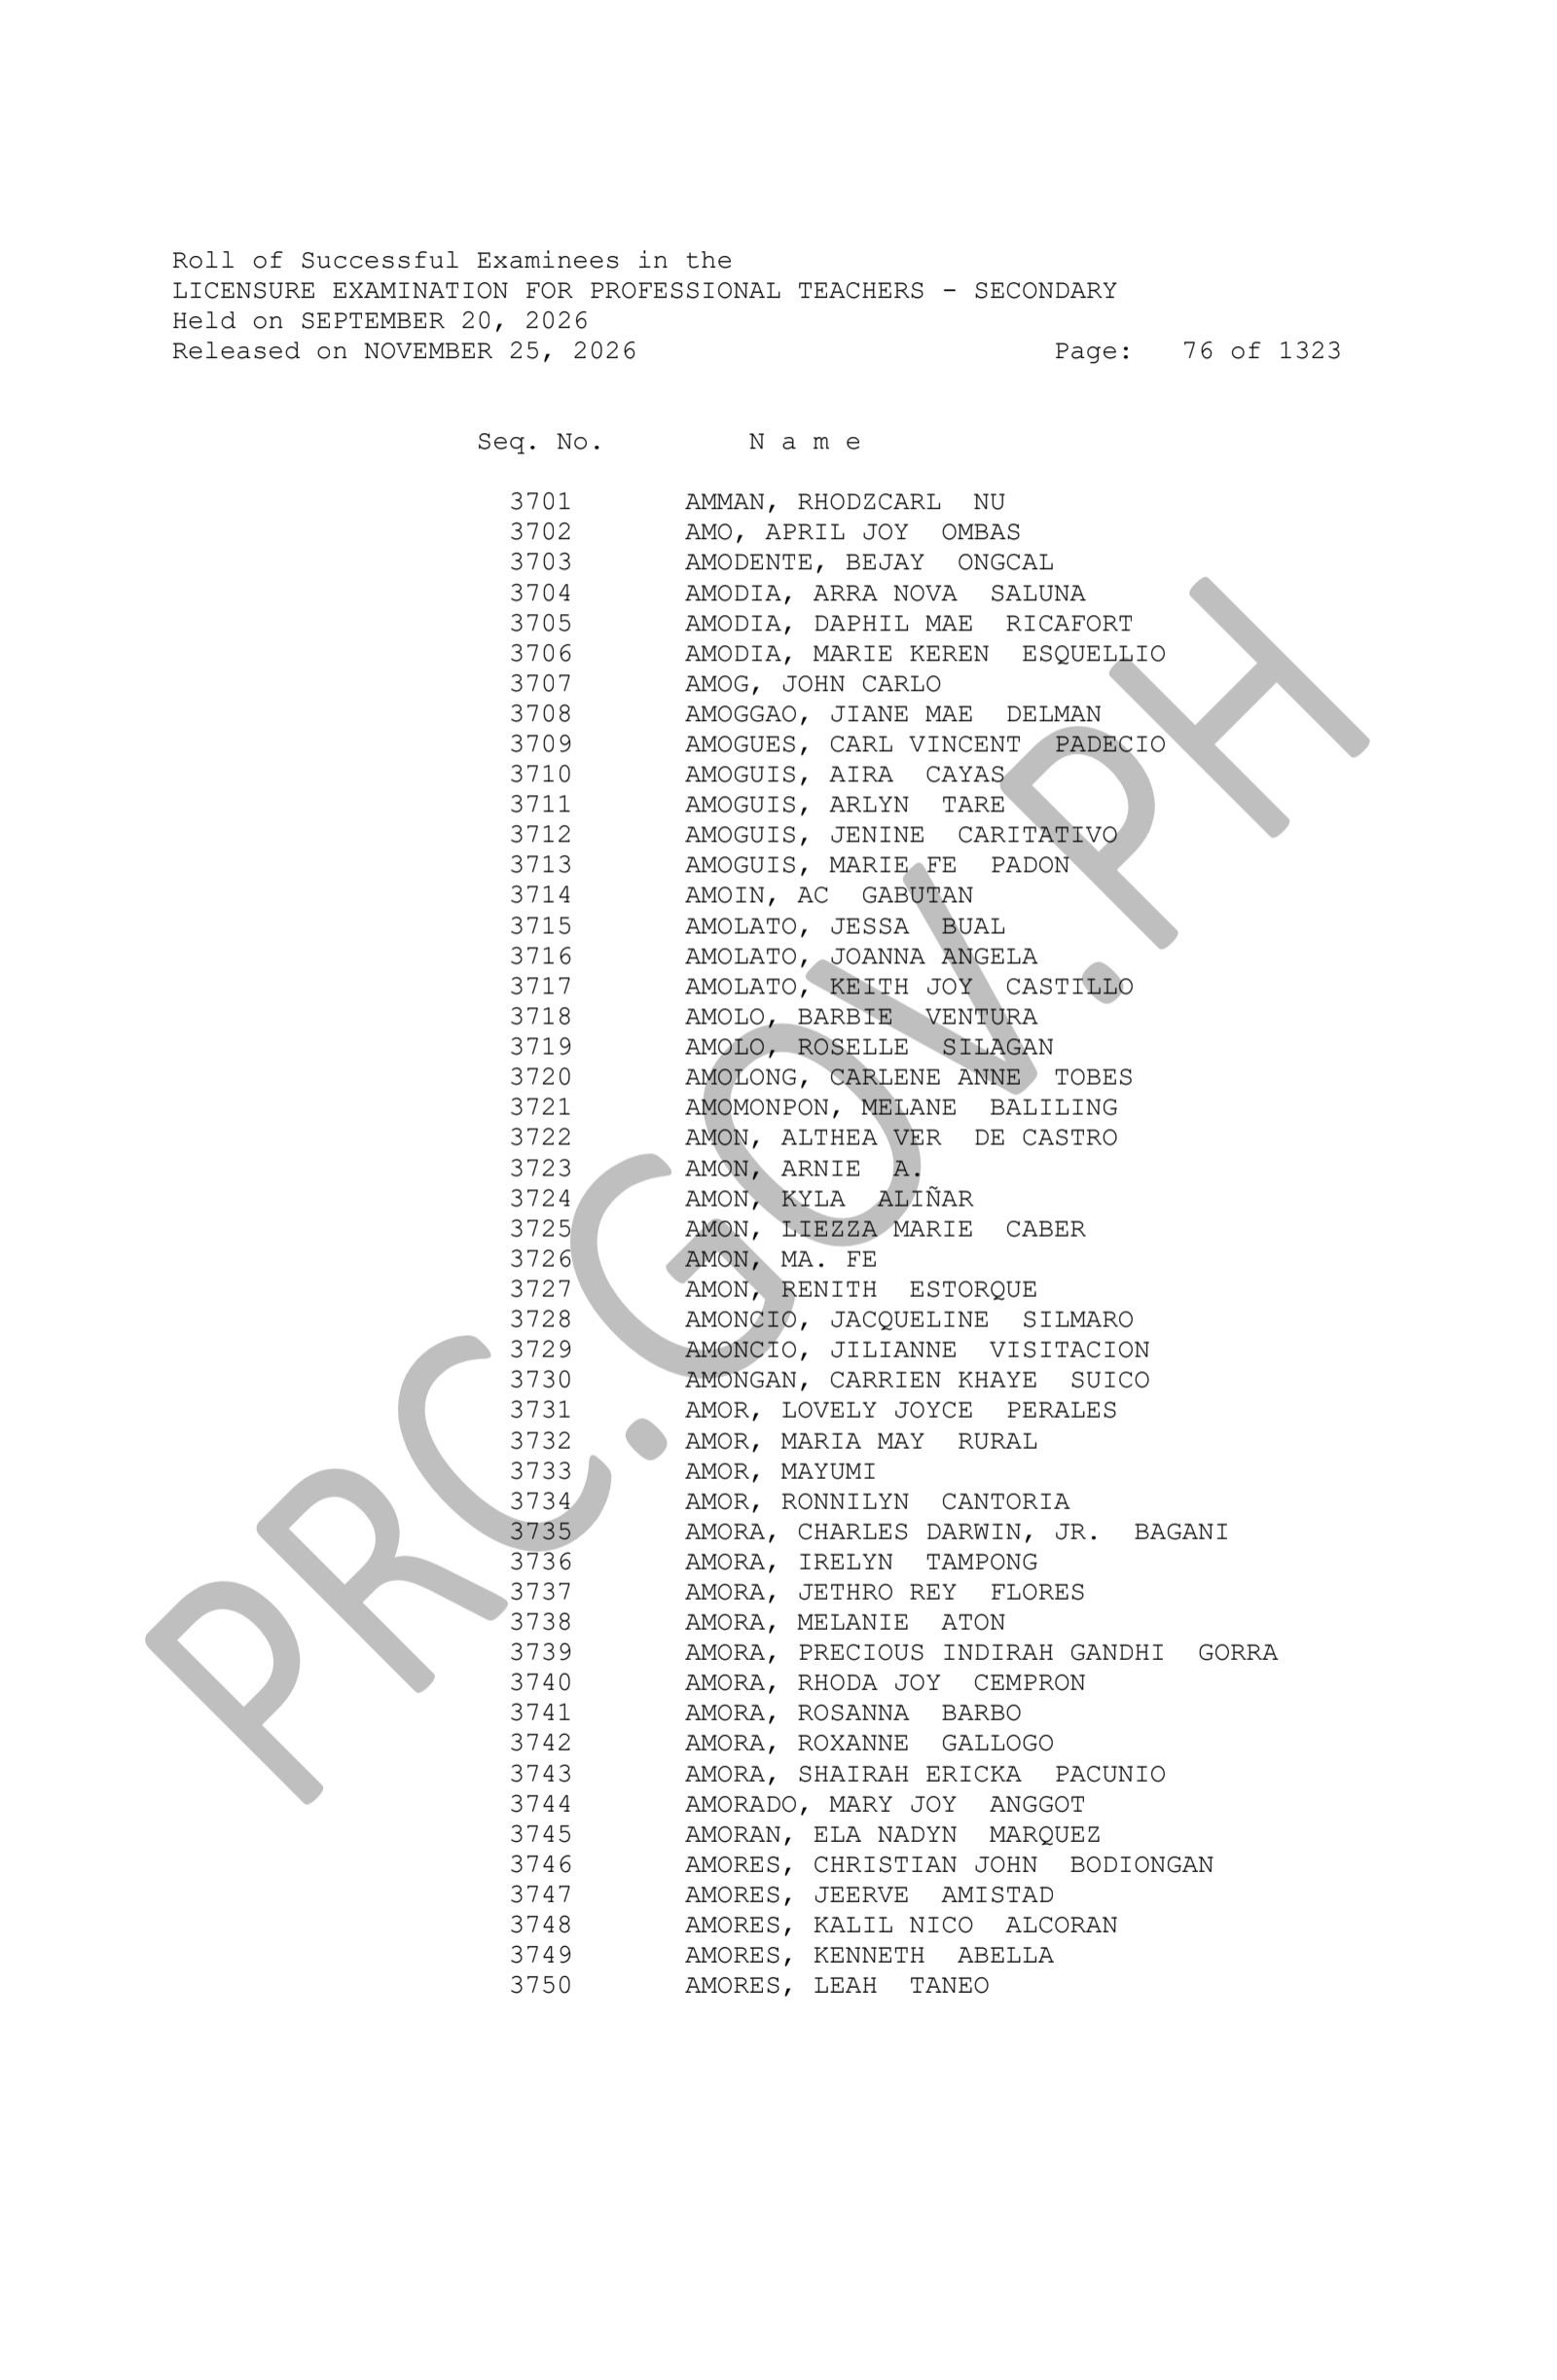 Roll of Successful Examinees in the
LICENSURE EXAMINATION FOR PROFESSIONAL TEACHERS - SECONDARY
Held on SEPTEMBER 20, 2026
Released on NOVEMBER 25, 2026 Page: 76 of 1323
Seq. No. N a m e
3701 AMMAN, RHODZCARL NU
3702 AMO, APRIL JOY OMBAS
3703 AMODENTE, BEJAY ONGCAL
3704 AMODIA, ARRA NOVA SALUNA
3705 AMODIA, DAPHIL MAE RICAFORT
3706 AMODIA, MARIE KEREN ESQUELLIO
3707 AMOG, JOHN CARLO
3708 AMOGGAO, JIANE MAE DELMAN
3709 AMOGUES, CARL VINCENT PADECIO
3710 AMOGUIS, AIRA CAYAS
3711 AMOGUIS, ARLYN TARE
3712 AMOGUIS, JENINE CARITATIVO
3713 AMOGUIS, MARIE FE PADON
3714 AMOIN, AC GABUTAN
3715 AMOLATO, JESSA BUAL
3716 AMOLATO, JOANNA ANGELA
3717 AMOLATO, KEITH JOY CASTILLO
3718 AMOLO, BARBIE VENTURA
3719 AMOLO, ROSELLE SILAGAN
3720 AMOLONG, CARLENE ANNE TOBES
3721 AMOMONPON, MELANE BALILING
3722 AMON, ALTHEA VER DE CASTRO
3723 AMON, ARNIE A.
3724 AMON, KYLA ALIÑAR
3725 AMON, LIEZZA MARIE CABER
3726 AMON, MA. FE
3727 AMON, RENITH ESTORQUE
3728 AMONCIO, JACQUELINE SILMARO
3729 AMONCIO, JILIANNE VISITACION
3730 AMONGAN, CARRIEN KHAYE SUICO
3731 AMOR, LOVELY JOYCE PERALES
3732 AMOR, MARIA MAY RURAL
3733 AMOR, MAYUMI
3734 AMOR, RONNILYN CANTORIA
3735 AMORA, CHARLES DARWIN, JR. BAGANI
3736 AMORA, IRELYN TAMPONG
3737 AMORA, JETHRO REY FLORES
3738 AMORA, MELANIE ATON
3739 AMORA, PRECIOUS INDIRAH GANDHI GORRA
3740 AMORA, RHODA JOY CEMPRON
3741 AMORA, ROSANNA BARBO
3742 AMORA, ROXANNE GALLOGO
3743 AMORA, SHAIRAH ERICKA PACUNIO
3744 AMORADO, MARY JOY ANGGOT
3745 AMORAN, ELA NADYN MARQUEZ
3746 AMORES, CHRISTIAN JOHN BODIONGAN
3747 AMORES, JEERVE AMISTAD
3748 AMORES, KALIL NICO ALCORAN
3749 AMORES, KENNETH ABELLA
3750 AMORES, LEAH TANEO
PRC.GOV.PH